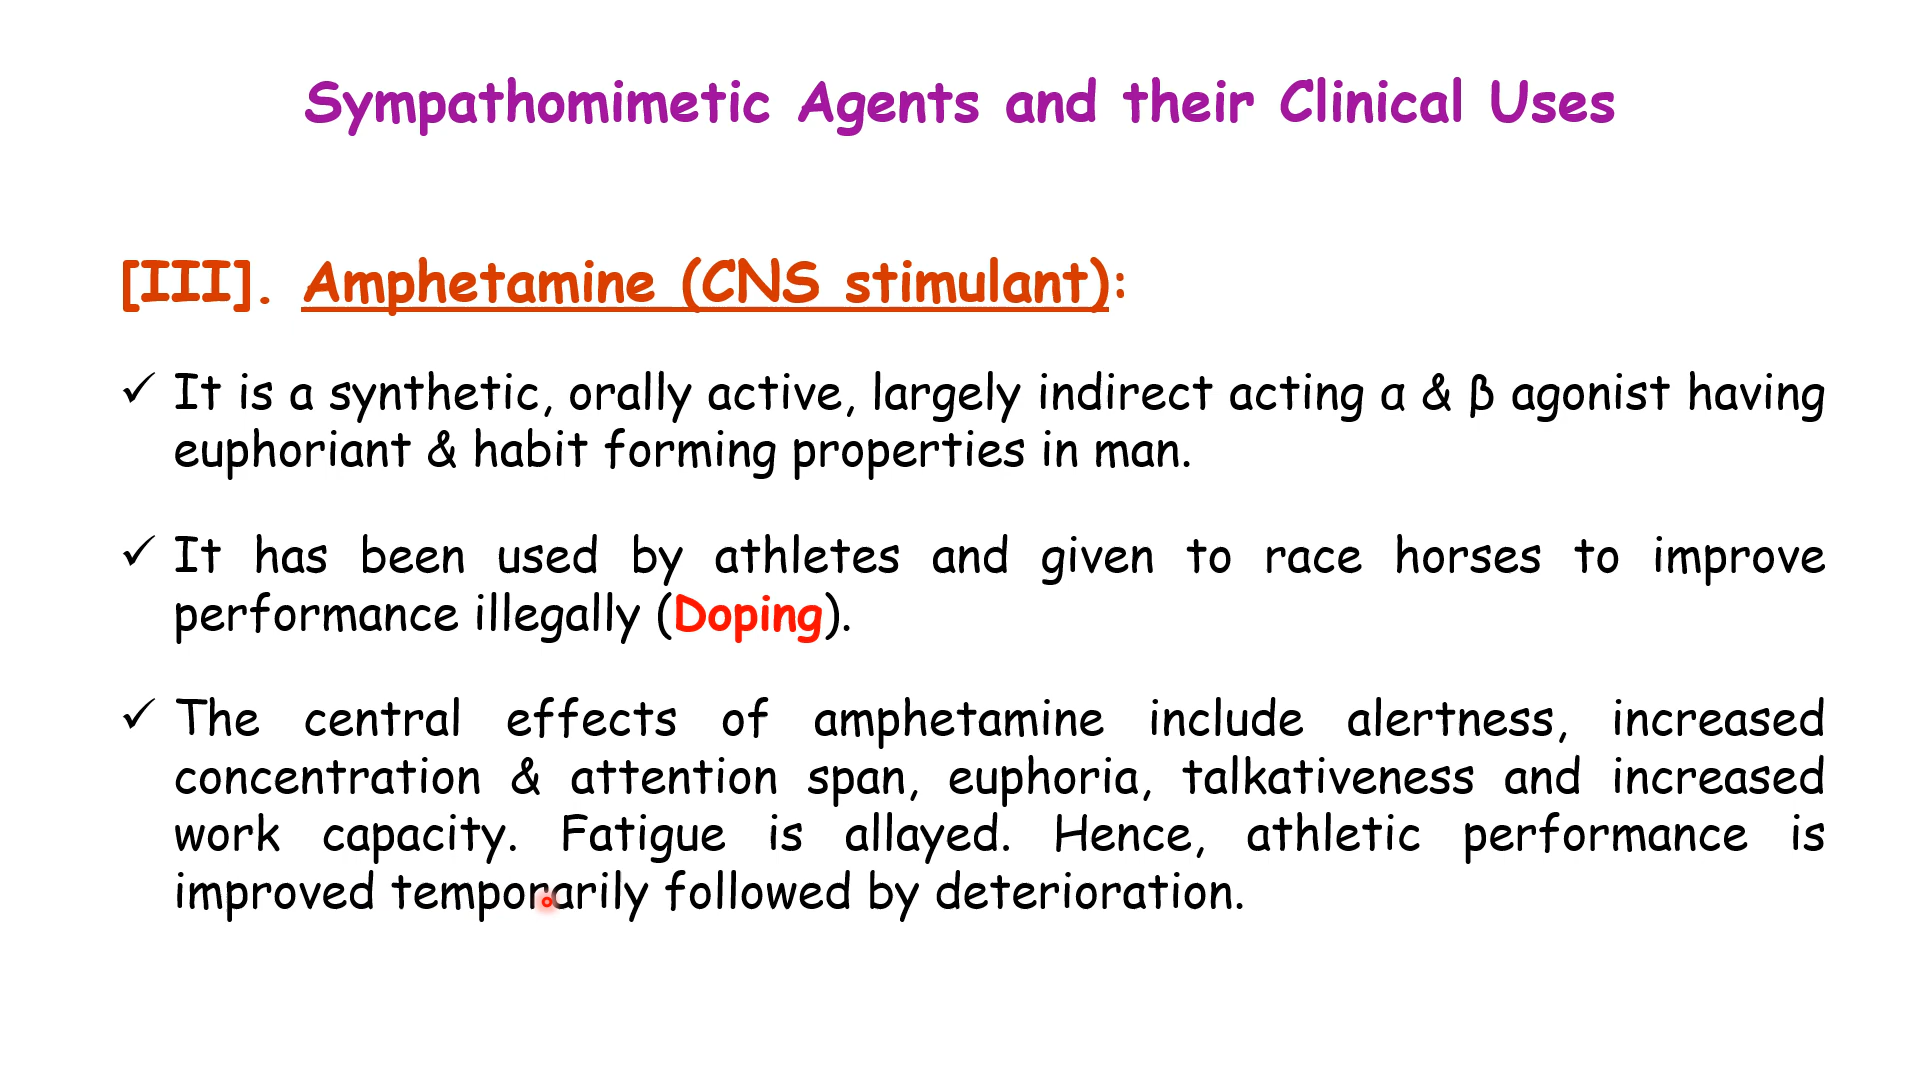 Sympathomimetic Agents and their Clinical Uses
[III]. Amphetamine (CNS stimulant):
✓ It is a synthetic, orally active, largely indirect acting α & β agonist having
euphoriant & habit forming properties in man.
✓ It has been used by athletes and given to race horses to improve
performance illegally (Doping).
✓ The central effects of amphetamine include alertness, increased
concentration & attention span, euphoria, talkativeness and increased
work capacity. Fatigue is allayed. Hence, athletic performance is
improved temporarily followed by deterioration.